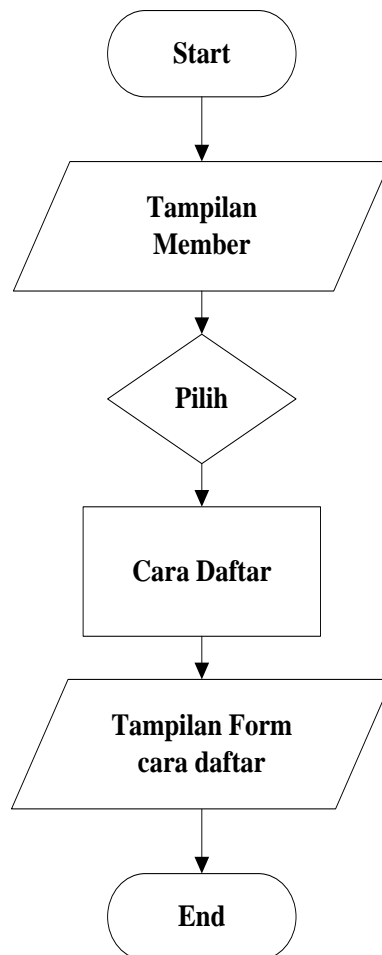 Start
Tampilan
Member
Pilih
Cara Daftar
Tampilan Form
cara daftar
End